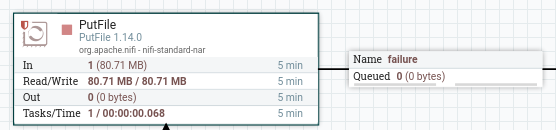 PutFile
PutFile 1.14.0
org.apache.nifi - nifi-standard-nar
In 1 (80.71 MB) 5 min
Read/Write 80.71 MB / 80.71 MB 5 min
Out 0 (0 bytes) 5 min
Tasks/Time 1 / 00:00:00.068 5 min
Name failure
Queued 0 (0 bytes)